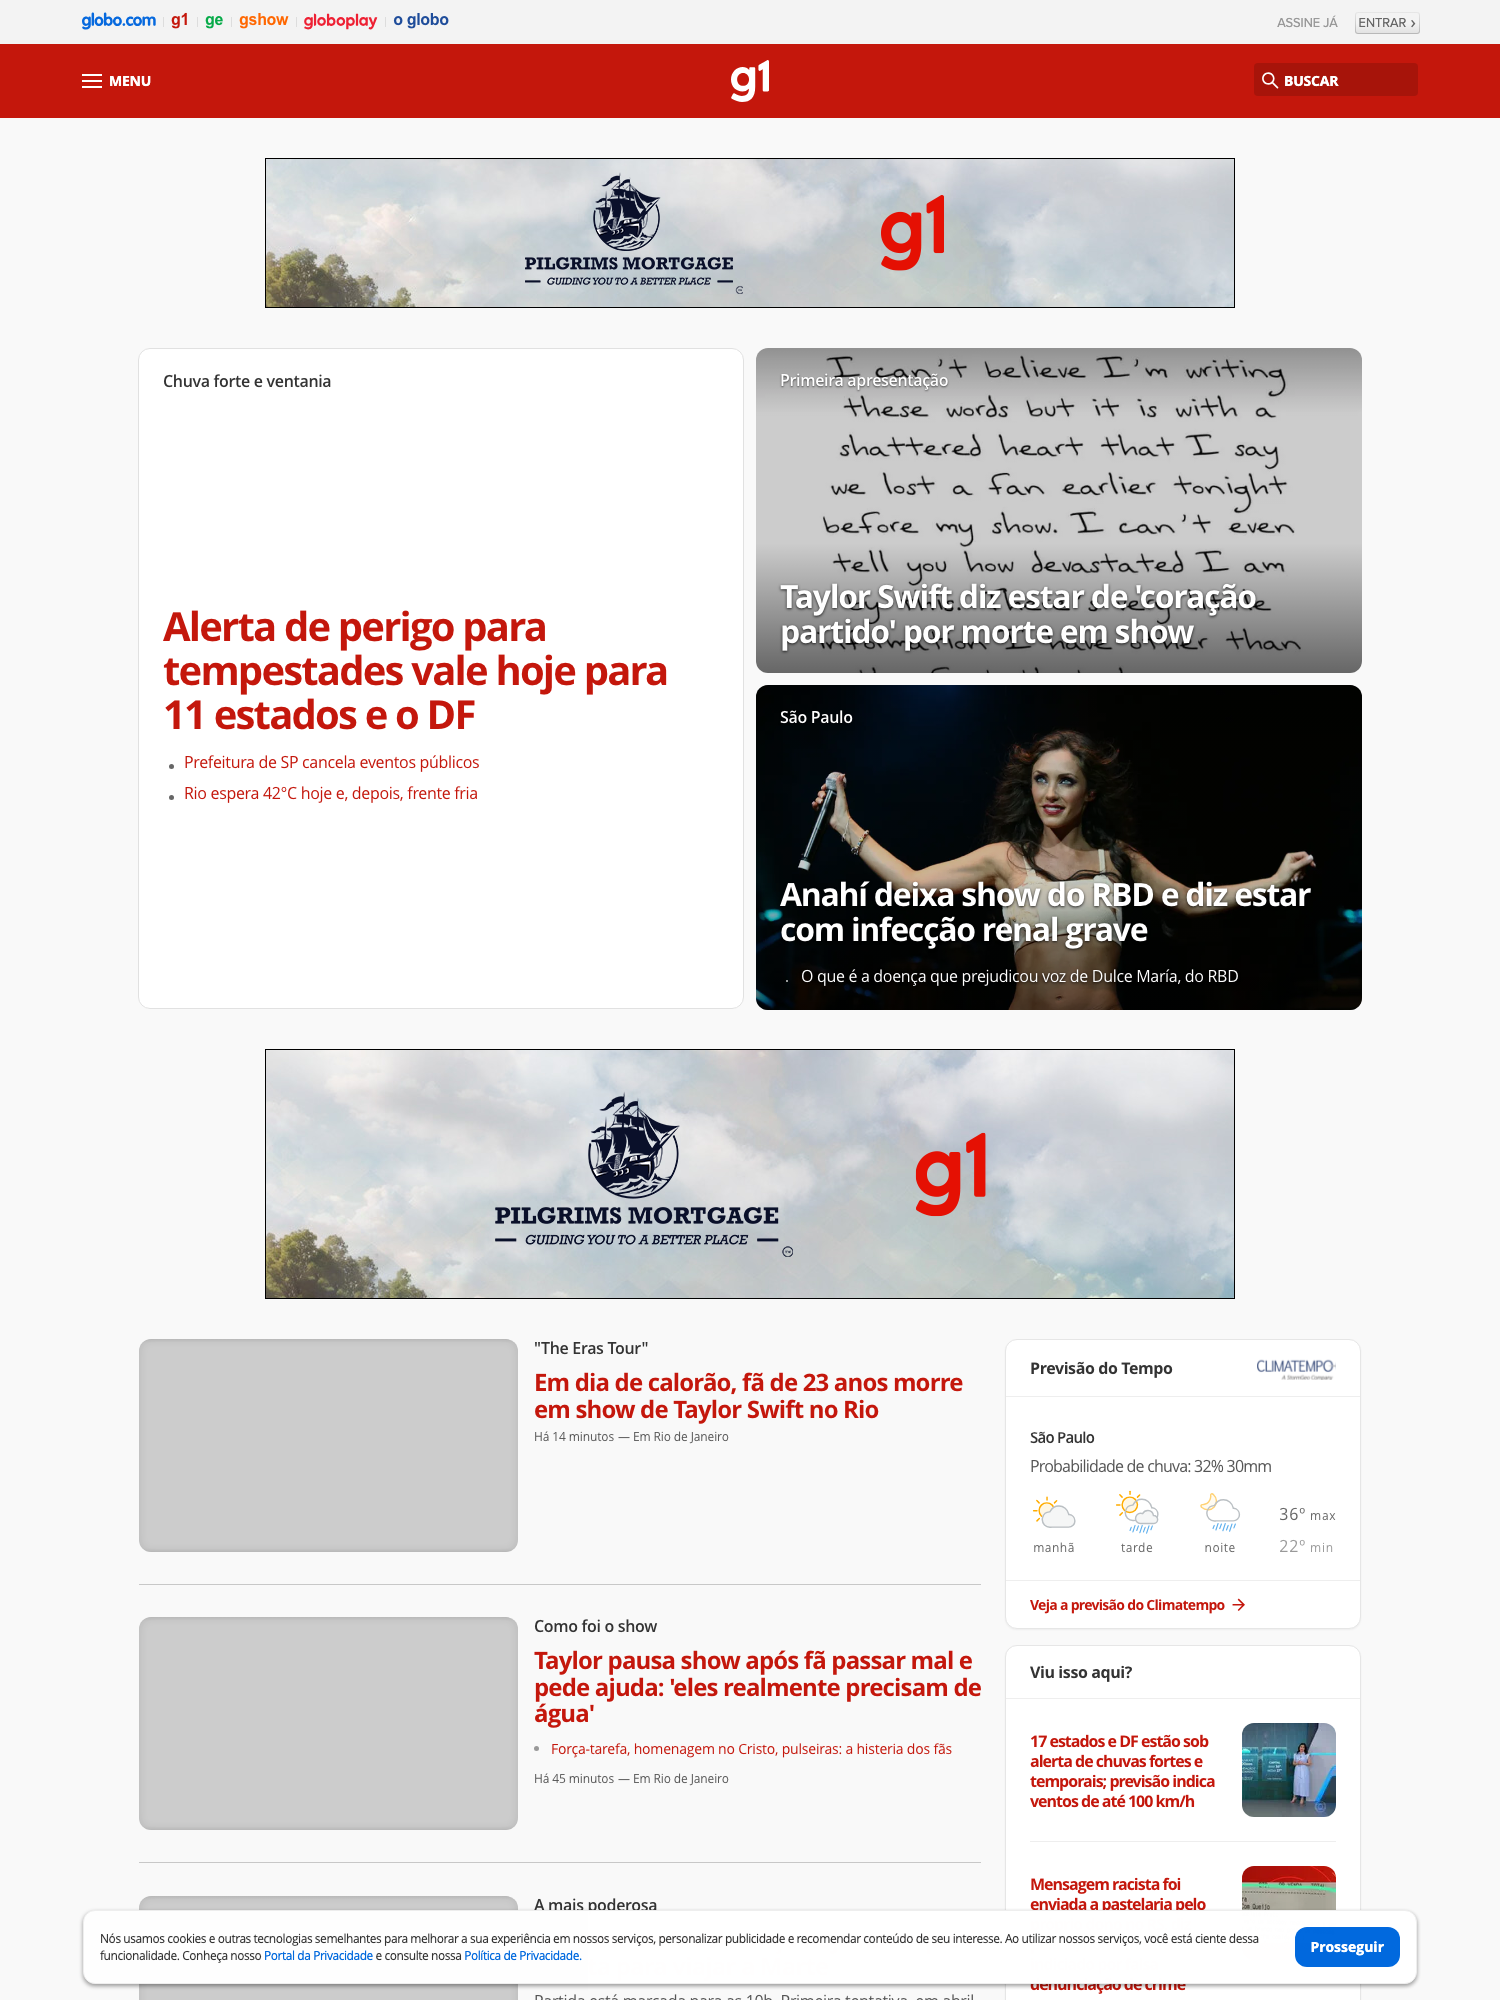 globo.com g1 ge gshow globoplay o globo
ASSINE JÁ ENTRAR ›
MENU
g1
BUSCAR
PILGRIMS MORTGAGE
GUIDING YOU TO A BETTER PLACE
g1
Chuva forte e ventania
Alerta de perigo para
tempestades vale hoje para
11 estados e o DF
Prefeitura de SP cancela eventos públicos
Rio espera 42°C hoje e, depois, frente fria
Primeira apresentação
I can't believe I'm writing
these words but it is with a
shattered heart that I say
we lost a fan earlier tonight
before my show. I can't even
tell you how devastated I am
Taylor Swift diz estar de 'coração
partido' por morte em show
São Paulo
Anahí deixa show do RBD e diz estar
com infecção renal grave
O que é a doença que prejudicou voz de Dulce María, do RBD
PILGRIMS MORTGAGE
GUIDING YOU TO A BETTER PLACE
g1
"The Eras Tour"
Em dia de calorão, fã de 23 anos morre
em show de Taylor Swift no Rio
Há 14 minutos — Em Rio de Janeiro
Como foi o show
Taylor pausa show após fã passar mal e
pede ajuda: 'eles realmente precisam de
água'
Força-tarefa, homenagem no Cristo, pulseiras: a histeria dos fãs
Há 45 minutos — Em Rio de Janeiro
A mais poderosa
Previsão do Tempo
CLIMATEMPO
A StormGeo Company
São Paulo
Probabilidade de chuva: 32% 30mm
manhã tarde noite
36º max
22º min
Veja a previsão do Climatempo
Viu isso aqui?
17 estados e DF estão sob
alerta de chuvas fortes e
temporais; previsão indica
ventos de até 100 km/h
Mensagem racista foi
enviada a pastelaria pelo
denunciação de crime
Nós usamos cookies e outras tecnologias semelhantes para melhorar a sua experiência em nossos serviços, personalizar publicidade e recomendar conteúdo de seu interesse. Ao utilizar nossos serviços, você está ciente dessa
funcionalidade. Conheça nosso Portal da Privacidade e consulte nossa Política de Privacidade.
Prosseguir
Partida está marcada para as 10h. Primeira tentativa, em abril,